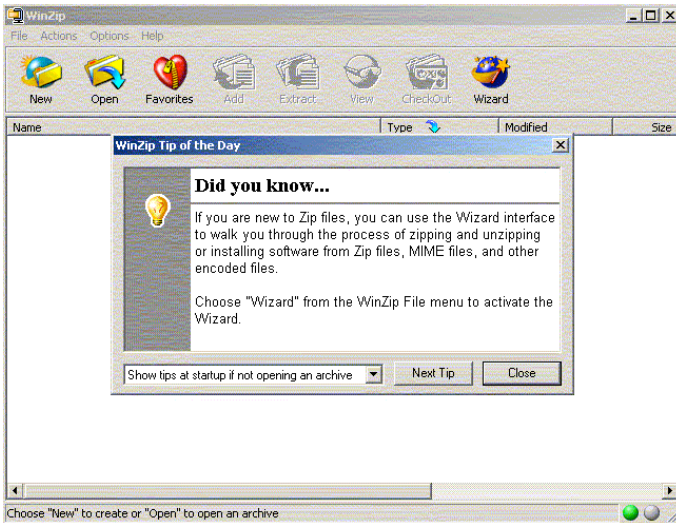 WinZip
File Actions Options Help
New Open Favorites Add Extract View CheckOut Wizard
Name Type Modified Size
WinZip Tip of the Day
Did you know...
If you are new to Zip files, you can use the Wizard interface
to walk you through the process of zipping and unzipping
or installing software from Zip files, MIME files, and other
encoded files.
Choose "Wizard" from the WinZip File menu to activate the
Wizard.
Show tips at startup if not opening an archive Next Tip Close
Choose "New" to create or "Open" to open an archive